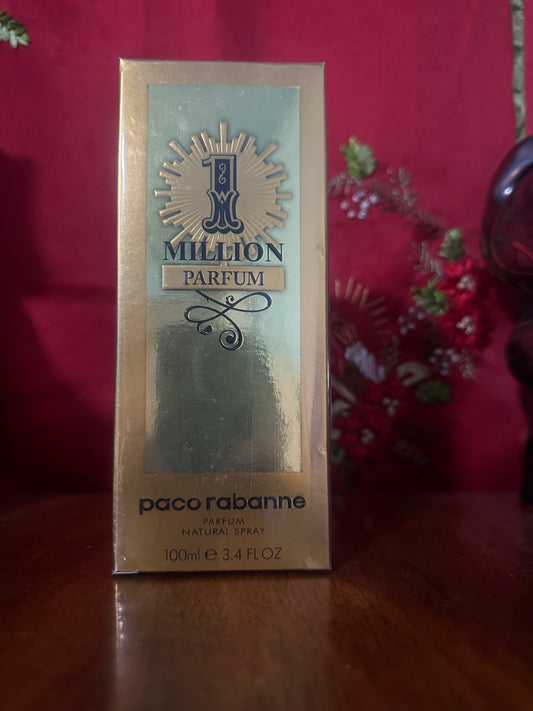 1
MILLION
PARFUM
paco rabanne
PARFUM
NATURAL SPRAY
100ml ℮ 3.4 FL OZ